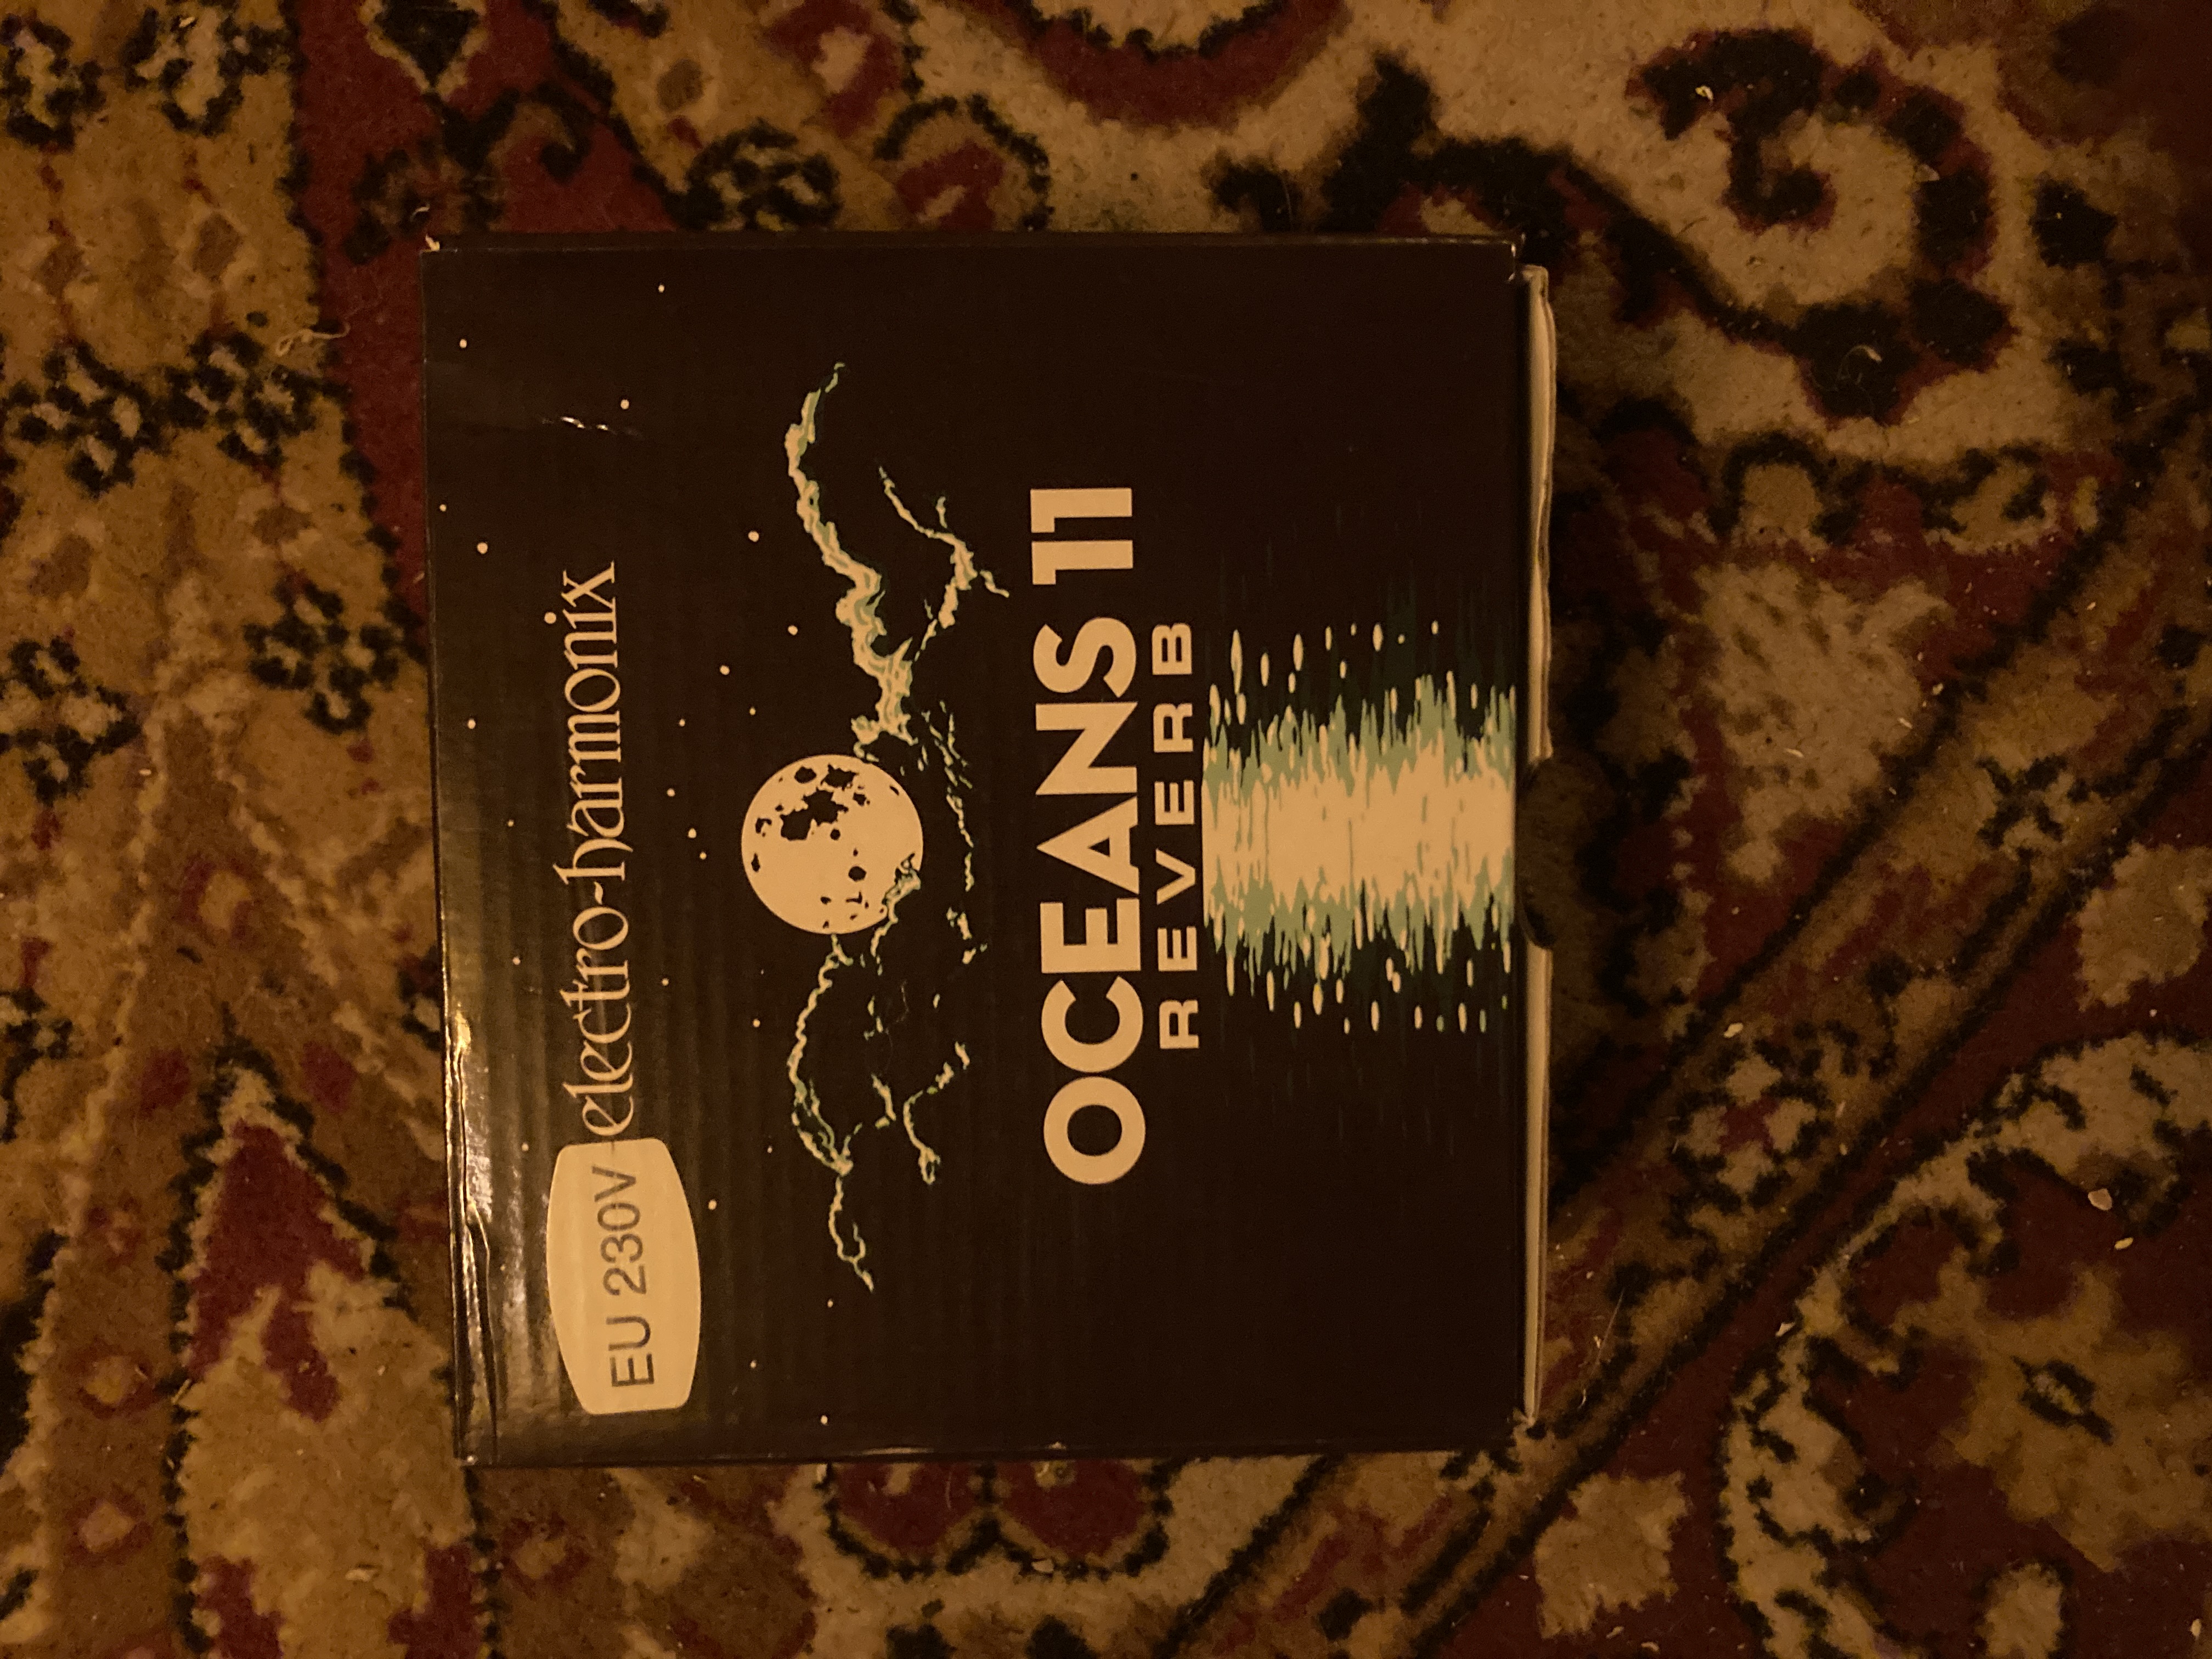 EU 230V
electro-harmonix
OCEANS 11
REVERB